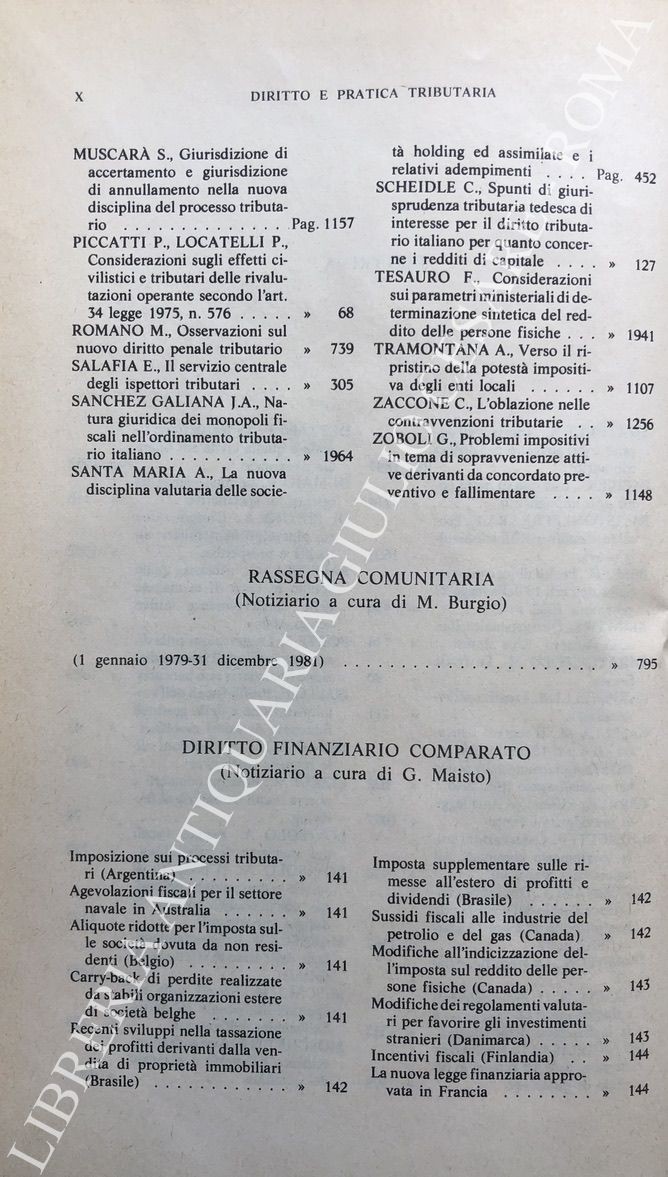 X
DIRITTO E PRATICA TRIBUTARIA
MUSCARÀ S., Giurisdizione di
accertamento e giurisdizione
di annullamento nella nuova
disciplina del processo tributa-
rio . . . . . . . . . . . . . . . Pag. 1157
PICCATTI P., LOCATELLI P.,
Considerazioni sugli effetti ci-
vilistici e tributari delle rivalu-
tazioni operante secondo l'art.
34 legge 1975, n. 576 . . . . . » 68
ROMANO M., Osservazioni sul
nuovo diritto penale tributario » 739
SALAFIA E., Il servizio centrale
degli ispettori tributari . . . . » 305
SANCHEZ GALIANA J.A., Na-
tura giuridica dei monopoli fi-
scali nell'ordinamento tributa-
rio italiano . . . . . . . . . . . » 1964
SANTA MARIA A., La nuova
disciplina valutaria delle socie-
tà holding ed assimilate e i
relativi adempimenti . . . . Pag. 452
SCHEIDLE C., Spunti di giuri-
sprudenza tributaria tedesca di
interesse per il diritto tributa-
rio italiano per quanto concer-
ne i redditi di capitale . . . . » 127
TESAURO F., Considerazioni
sui parametri ministeriali di de-
terminazione sintetica del red-
dito delle persone fisiche . . . » 1941
TRAMONTANA A., Verso il ri-
pristino della potestà impositi-
va degli enti locali . . . . . . » 1107
ZACCONE C., L'oblazione nelle
contravvenzioni tributarie . . » 1256
ZOBOLI G., Problemi impositivi
in tema di sopravvenienze atti-
ve derivanti da concordato pre-
ventivo e fallimentare . . . . » 1148
RASSEGNA COMUNITARIA
(Notiziario a cura di M. Burgio)
(1 gennaio 1979-31 dicembre 1981) . . . . . . . . . . . . . . . . . . . . . . » 795
DIRITTO FINANZIARIO COMPARATO
(Notiziario a cura di G. Maisto)
Imposizione sui processi tributa-
ri (Argentina) . . . . . . . . . » 141
Agevolazioni fiscali per il settore
navale in Australia . . . . . . » 141
Aliquote ridotte per l'imposta sul-
le società dovuta da non resi-
denti (Belgio) . . . . . . . . . » 141
Carry-back di perdite realizzate
da stabili organizzazioni estere
di società belghe . . . . . . . » 141
Recenti sviluppi nella tassazione
dei profitti derivanti dalla ven-
dita di proprietà immobiliari
(Brasile) . . . . . . . . . . . . » 142
Imposta supplementare sulle ri-
messe all'estero di profitti e
dividendi (Brasile) . . . . . . » 142
Sussidi fiscali alle industrie del
petrolio e del gas (Canada) » 142
Modifiche all'indicizzazione del-
l'imposta sul reddito delle per-
sone fisiche (Canada) . . . . . » 143
Modifiche dei regolamenti valuta-
ri per favorire gli investimenti
stranieri (Danimarca) . . . . . » 143
Incentivi fiscali (Finlandia) . . » 144
La nuova legge finanziaria appro-
vata in Francia . . . . . . . . » 144